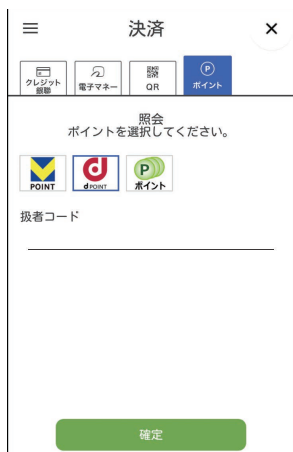 決済
クレジット
銀聯
電子マネー
QR
P
ポイント
照会
ポイントを選択してください。
V
POINT
d
d POINT
P
ポイント
扱者コード
確定